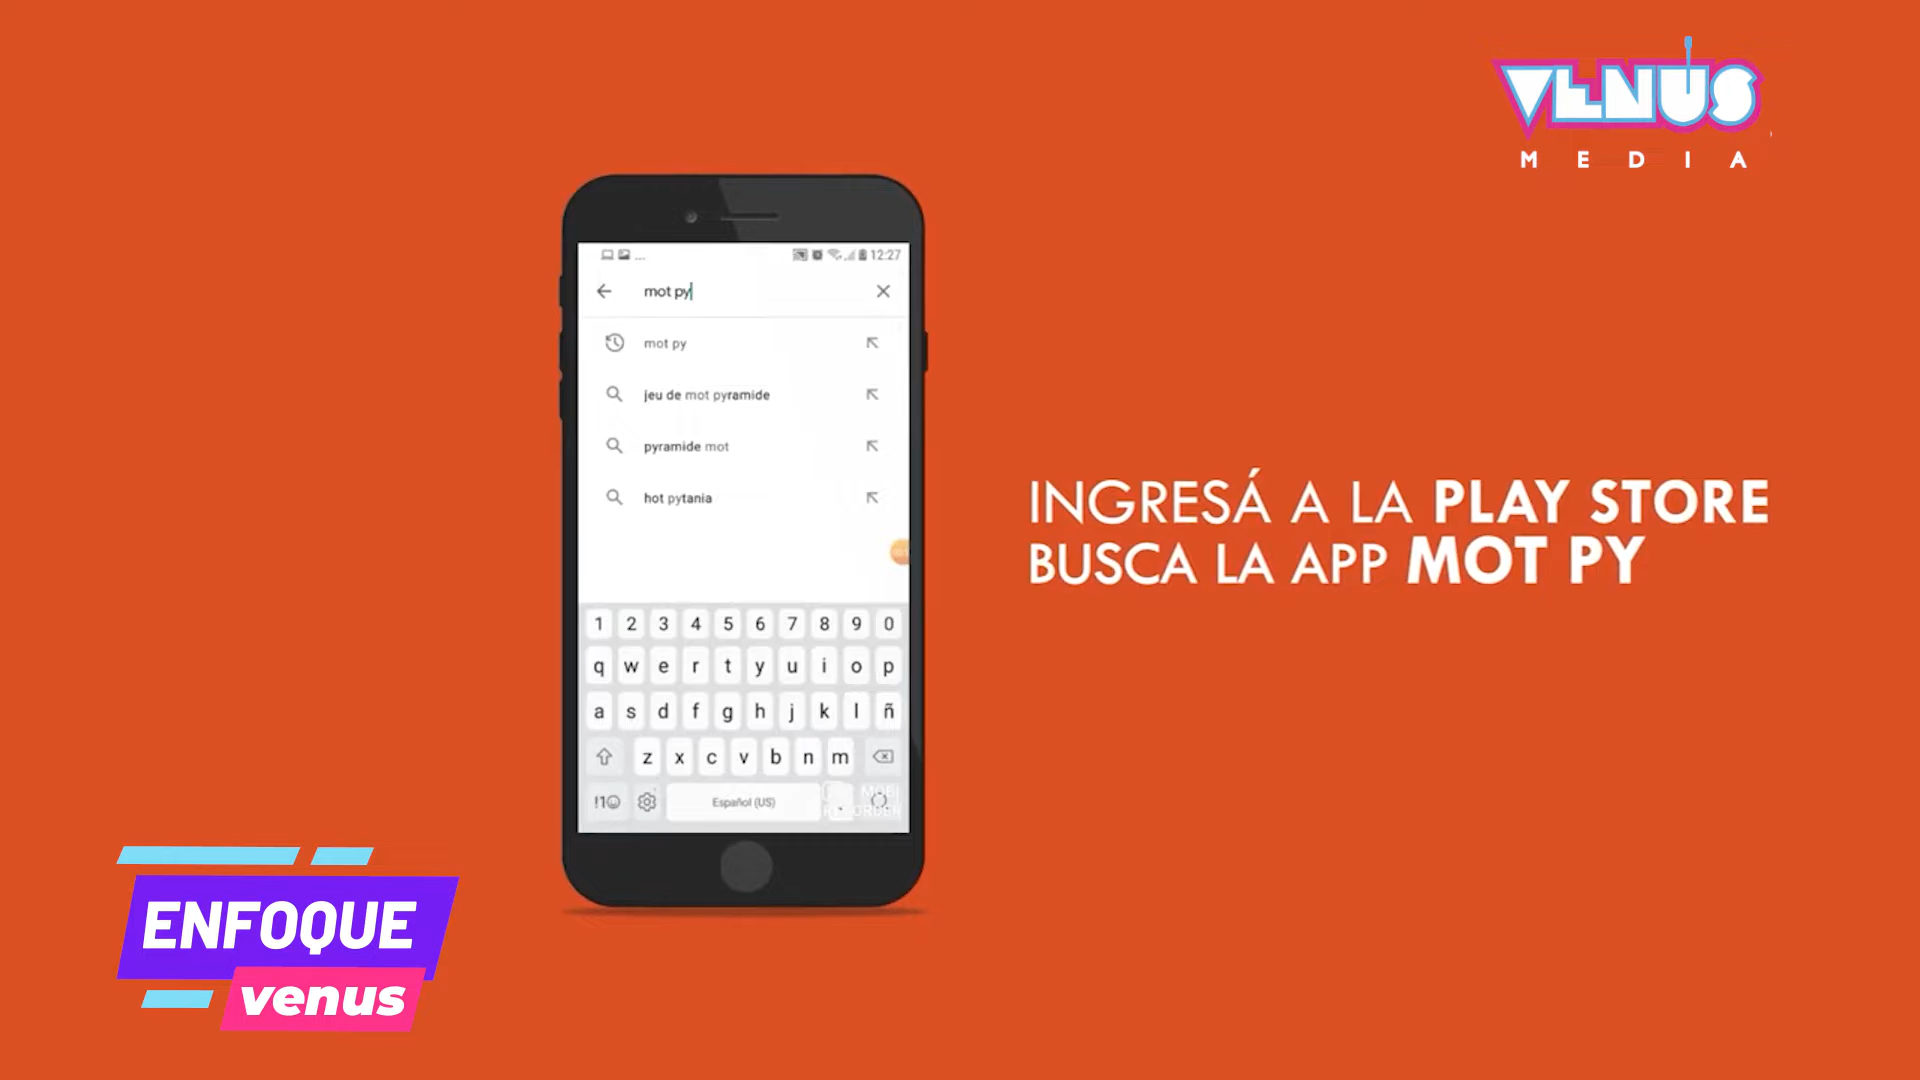 VENUS
MEDIA
12:27
mot py
mot py
jeu de mot pyramide
pyramide mot
hot pytania
INGRESÁ A LA PLAY STORE
BUSCA LA APP MOT PY
1 2 3 4 5 6 7 8 9 0
q w e r t y u i o p
a s d f g h j k l ñ
z x c v b n m
!1☺ Español (US) .
ENFOQUE
venus